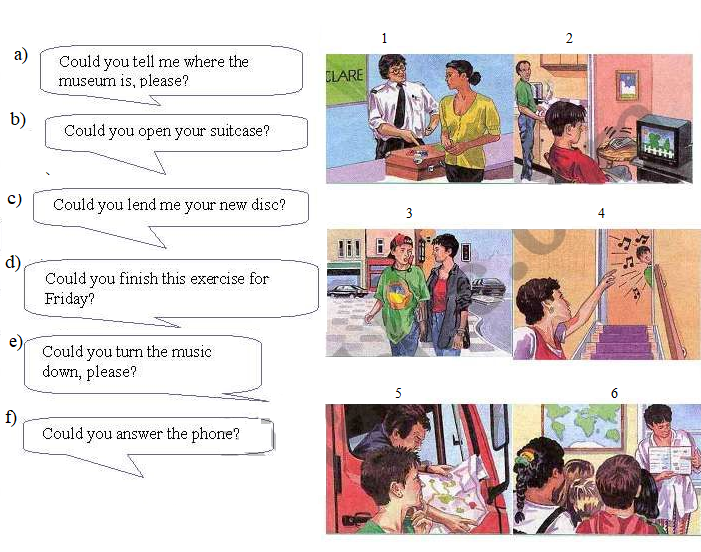 a)
Could you tell me where the
museum is, please?
b)
Could you open your suitcase?
c)
Could you lend me your new disc?
d)
Could you finish this exercise for
Friday?
e)
Could you turn the music
down, please?
f)
Could you answer the phone?
1
2
CLARE
3
4
5
6